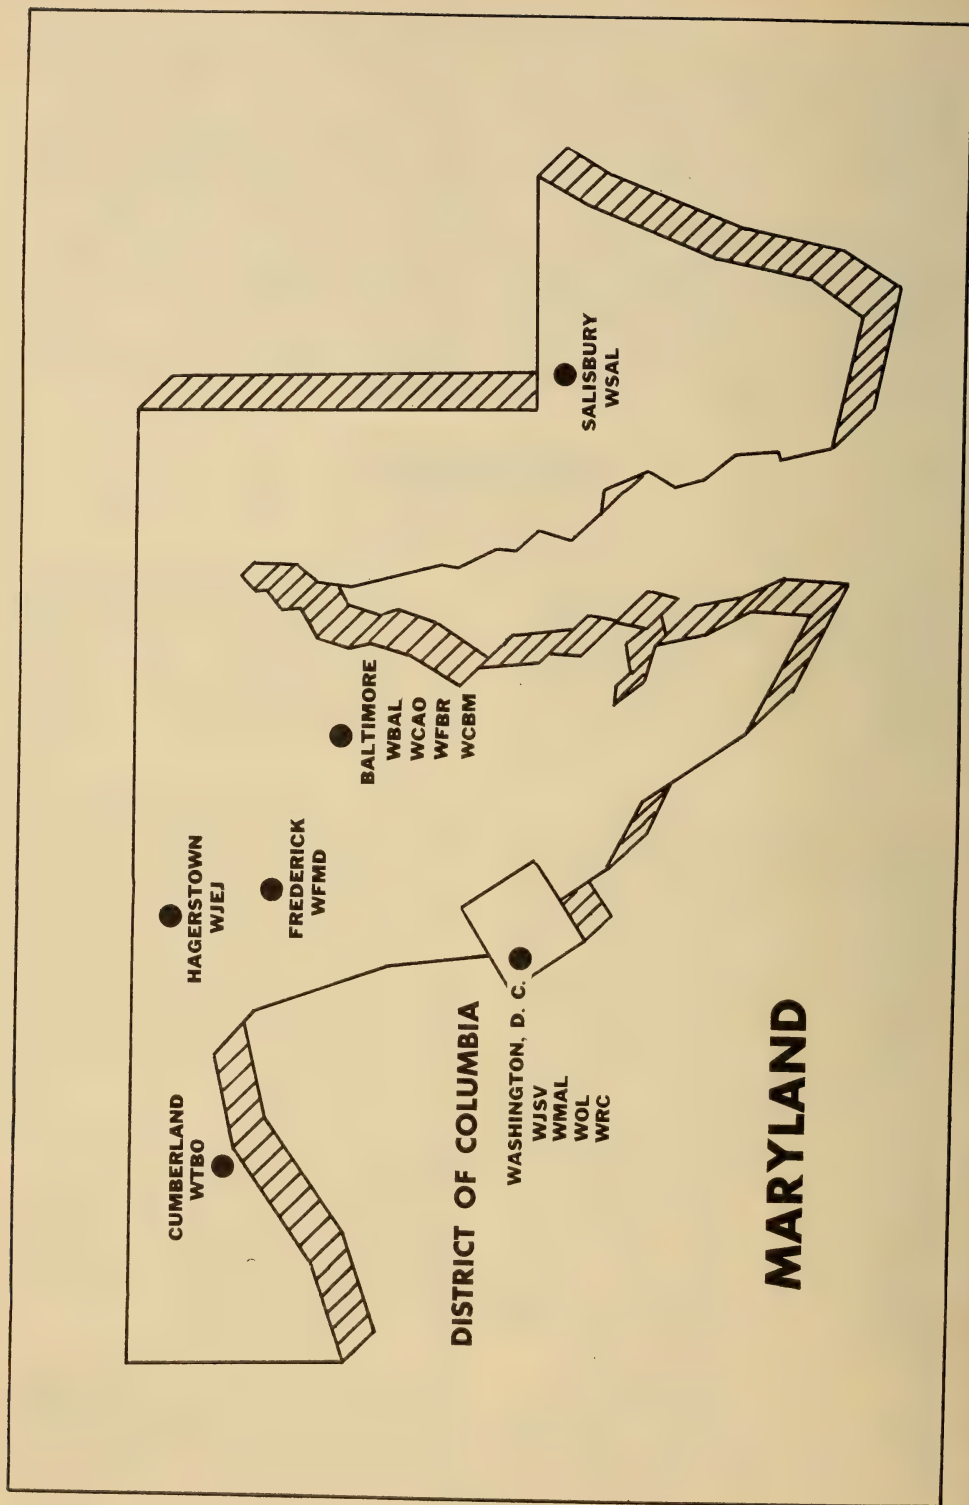 CUMBERLAND
WTBO
HAGERSTOWN
WJEJ
FREDERICK
WFMD
BALTIMORE
WBAL
WCAO
WFBR
WCBM
SALISBURY
WSAL
DISTRICT OF COLUMBIA
WASHINGTON, D. C.
WJSV
WMAL
WOL
WRC
MARYLAND